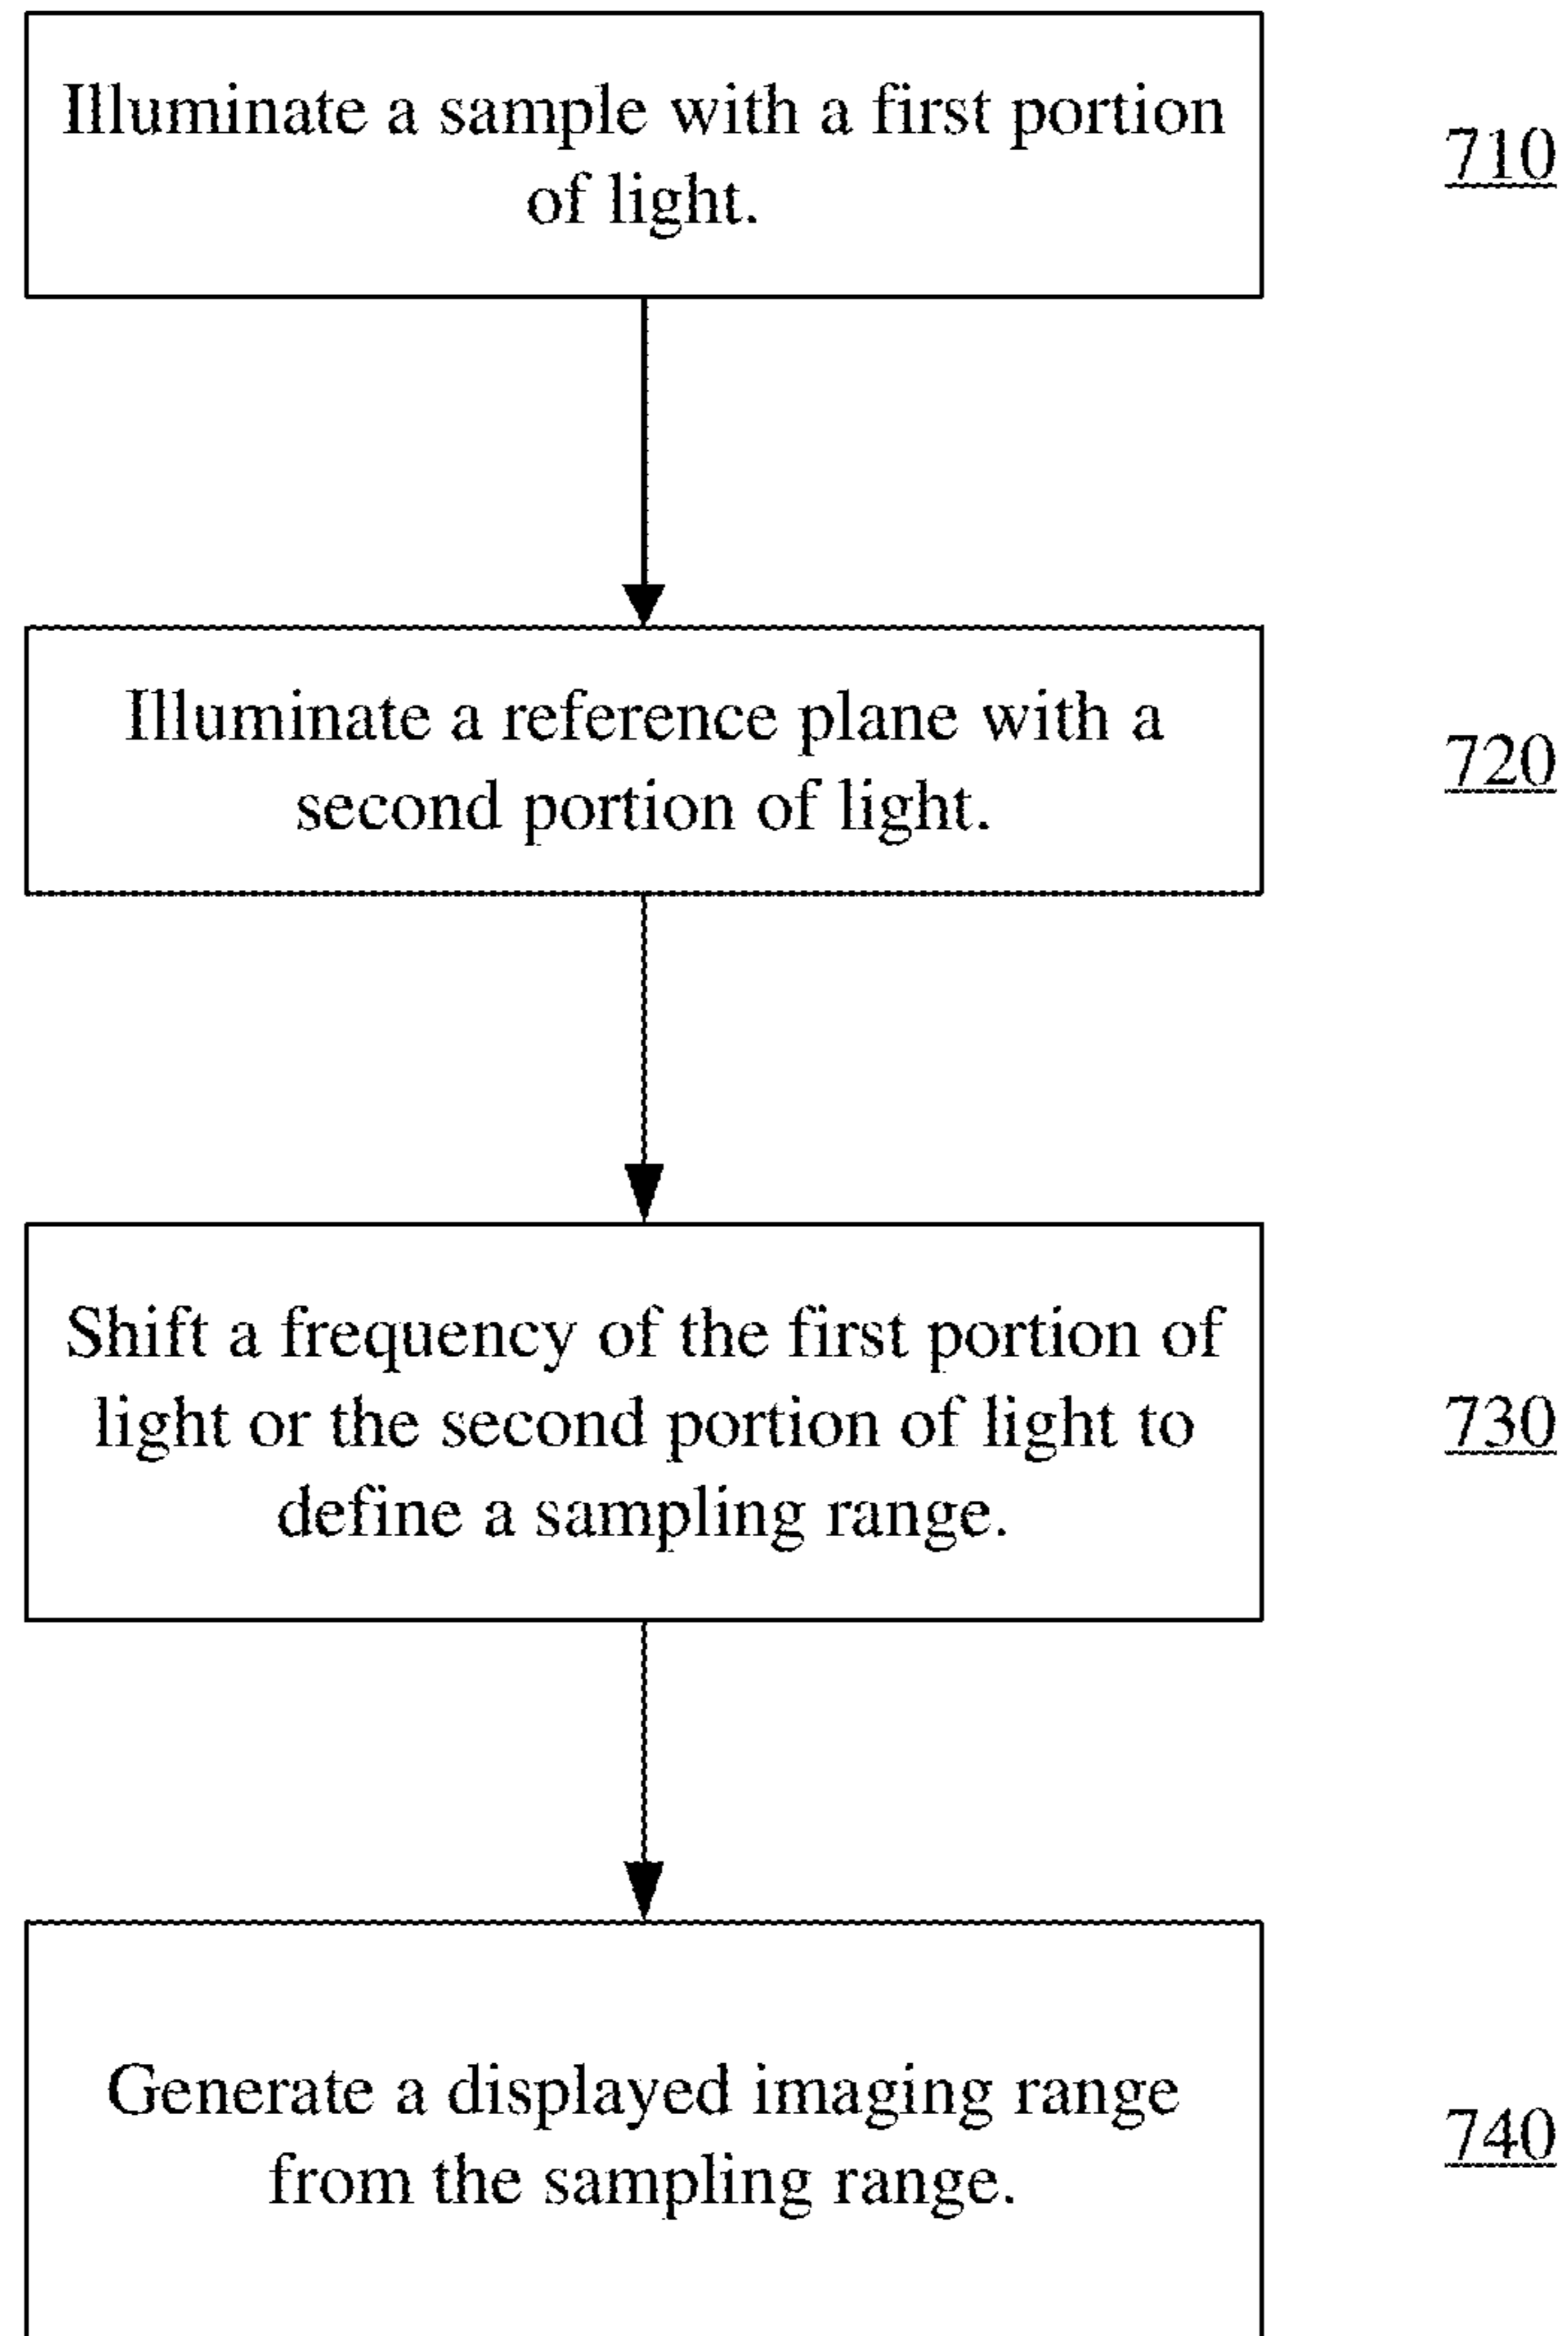 Illuminate a sample with a first portion
of light.
710
Illuminate a reference plane with a
second portion of light.
720
Shift a frequency of the first portion of
light or the second portion of light to
define a sampling range.
730
Generate a displayed imaging range
from the sampling range.
740